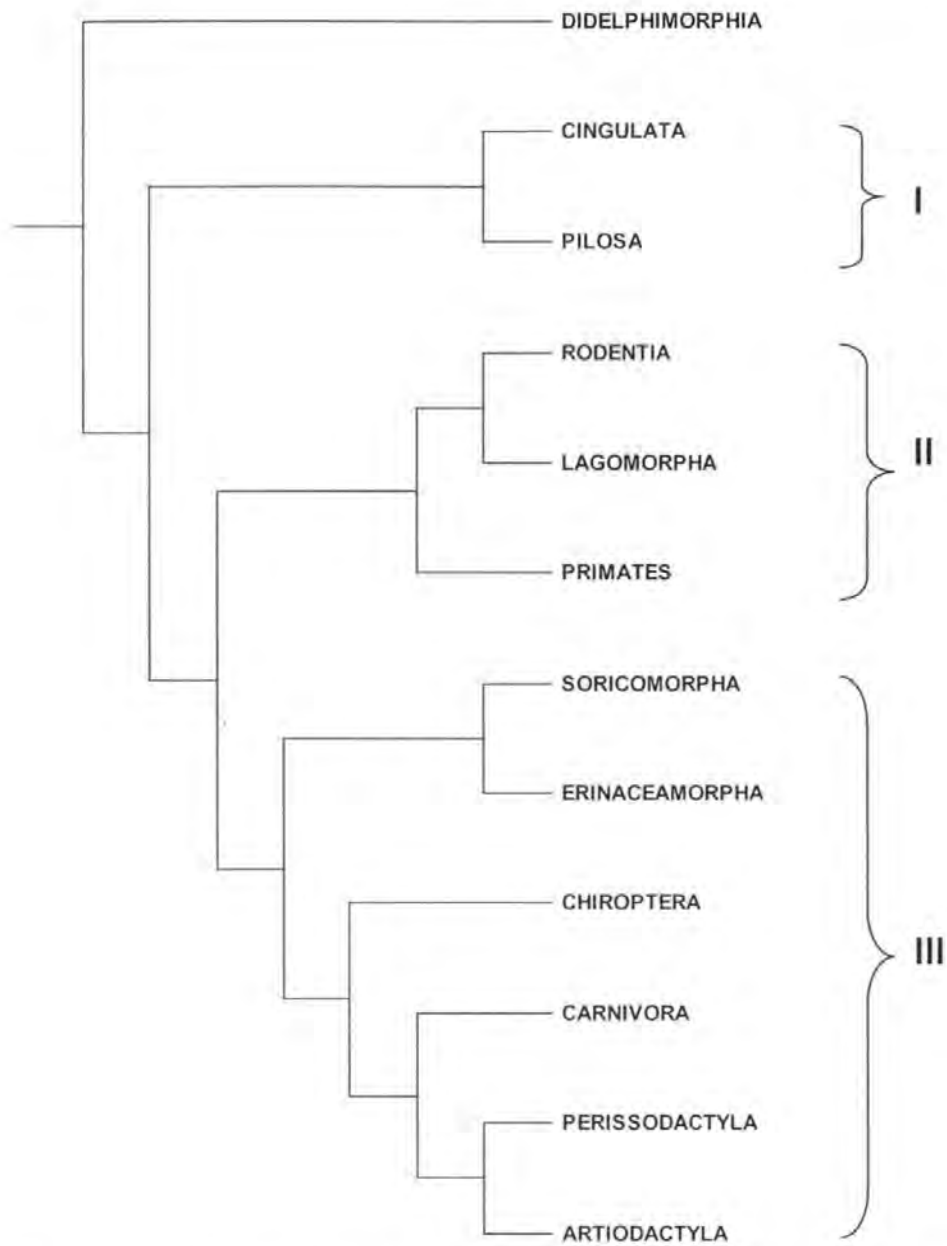 DIDELPHIMORPHIA
CINGULATA
I
PILOSA
RODENTIA
II
LAGOMORPHA
PRIMATES
SORICOMORPHA
ERINACEAMORPHA
CHIROPTERA
III
CARNIVORA
PERISSODACTYLA
ARTIODACTYLA